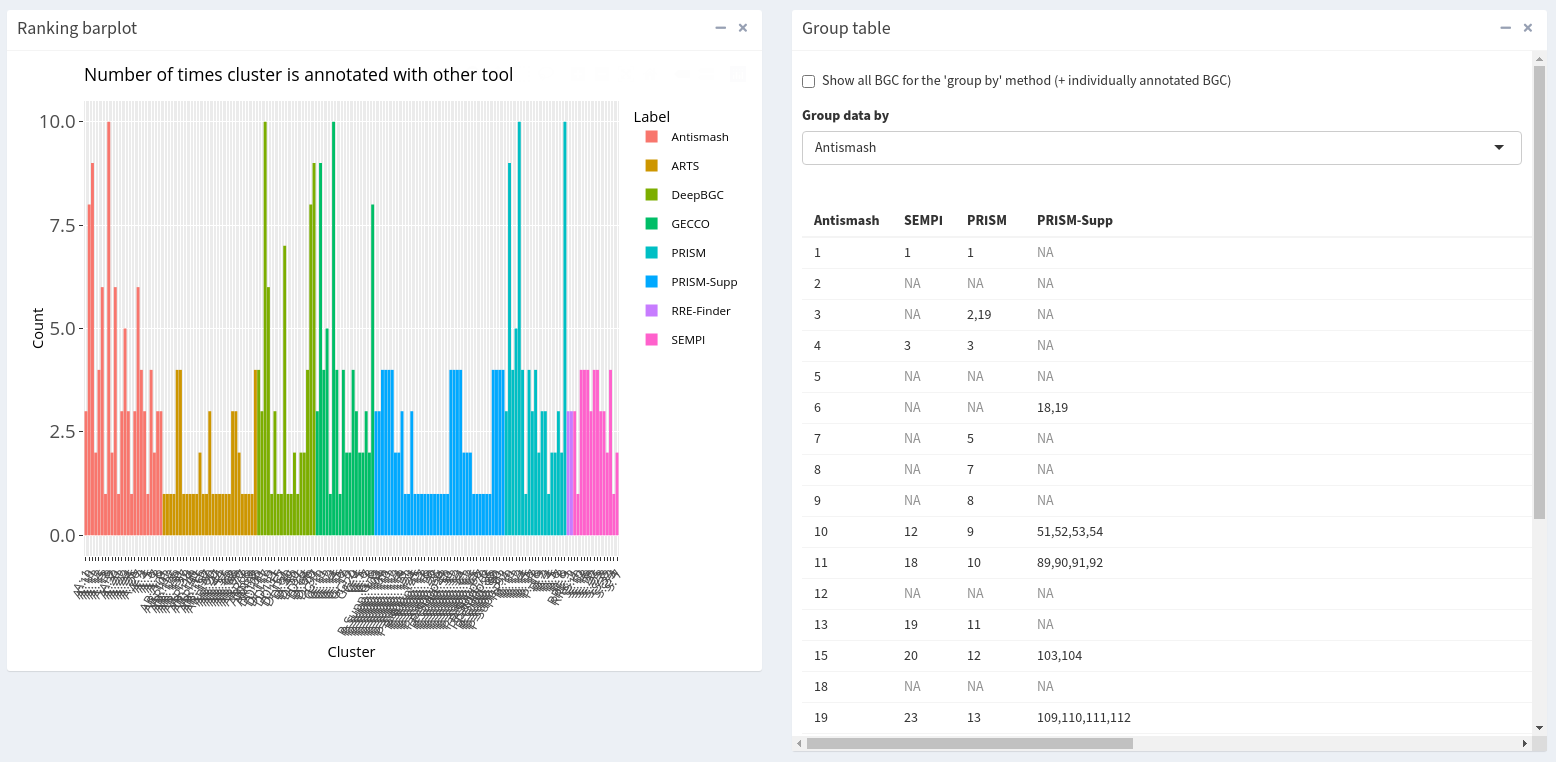 Ranking barplot
Number of times cluster is annotated with other tool
10.0
7.5
5.0
2.5
0.0
Count
Cluster
Label
Antismash
ARTS
DeepBGC
GECCO
PRISM
PRISM-Supp
RRE-Finder
SEMPI
Group table
Show all BGC for the 'group by' method (+ individually annotated BGC)
Group data by
Antismash
Antismash SEMPI PRISM PRISM-Supp
1 1 1 NA
2 NA NA NA
3 NA 2,19 NA
4 3 3 NA
5 NA NA NA
6 NA NA 18,19
7 NA 5 NA
8 NA 7 NA
9 NA 8 NA
10 12 9 51,52,53,54
11 18 10 89,90,91,92
12 NA NA NA
13 19 11 NA
15 20 12 103,104
18 NA NA NA
19 23 13 109,110,111,112